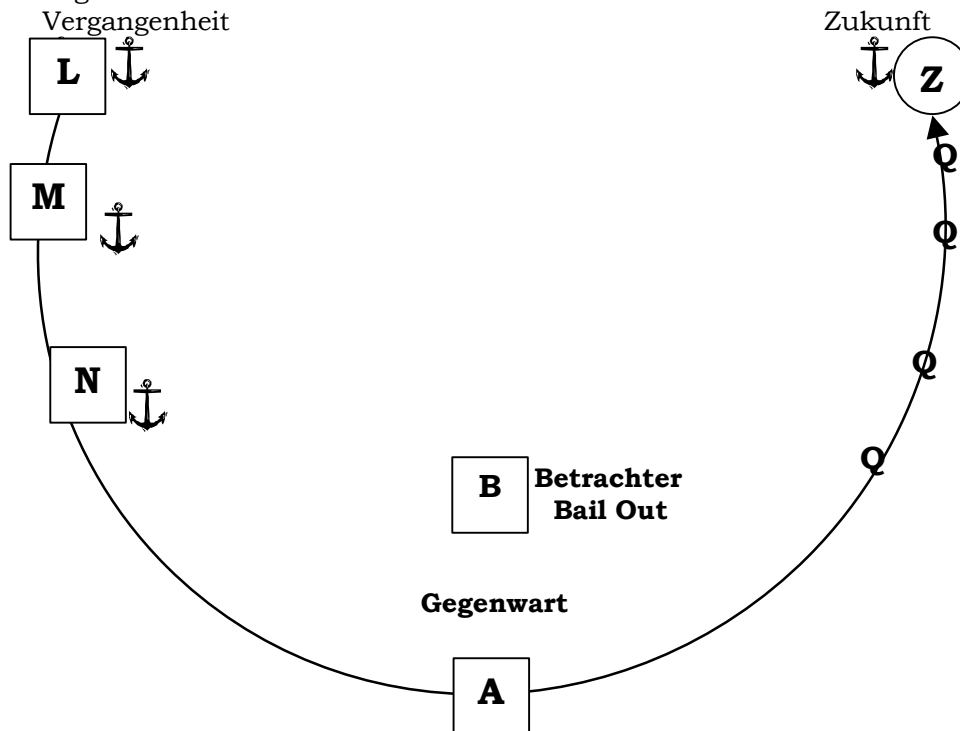 Vergangenheit
Zukunft
L
Z
Q
M
Q
Q
N
Q
B
Betrachter
Bail Out
Gegenwart
A